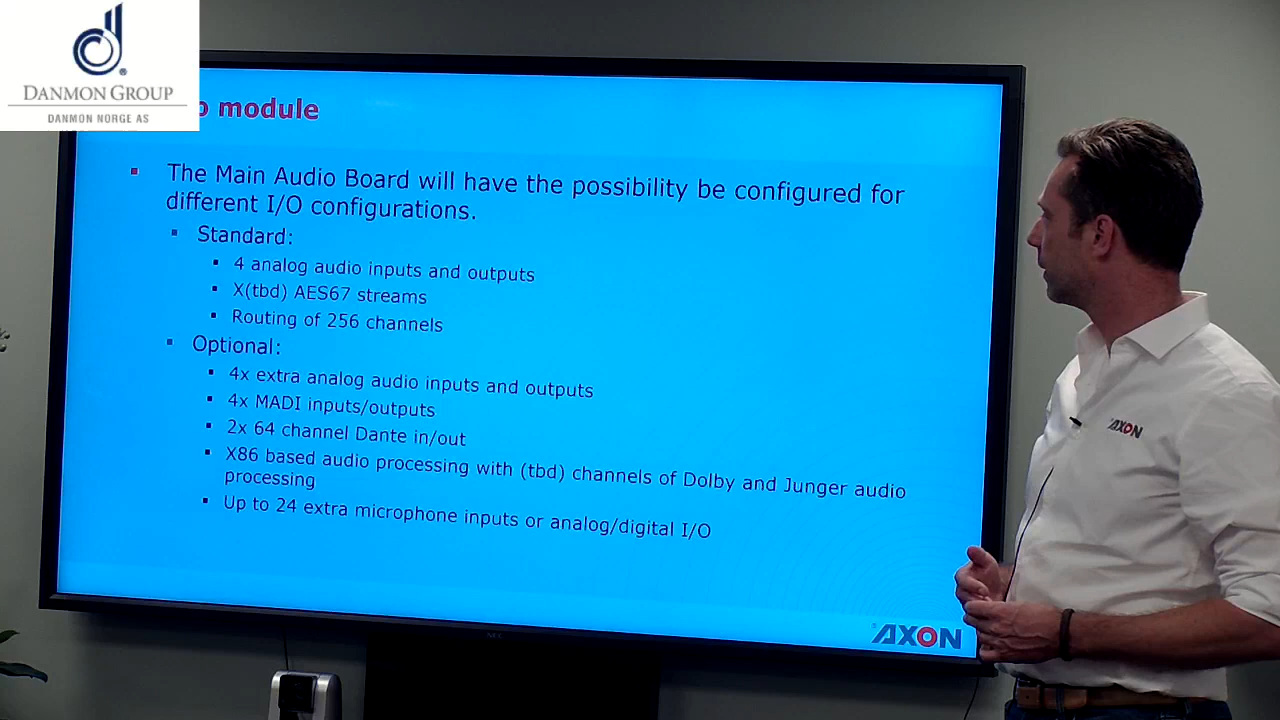 DANMON GROUP
DANMON NORGE AS
o module
The Main Audio Board will have the possibility be configured for
different I/O configurations.
Standard:
4 analog audio inputs and outputs
X(tbd) AES67 streams
Routing of 256 channels
Optional:
4x extra analog audio inputs and outputs
4x MADI inputs/outputs
2x 64 channel Dante in/out
X86 based audio processing with (tbd) channels of Dolby and Junger audio
processing
Up to 24 extra microphone inputs or analog/digital I/O
AXON
AXON